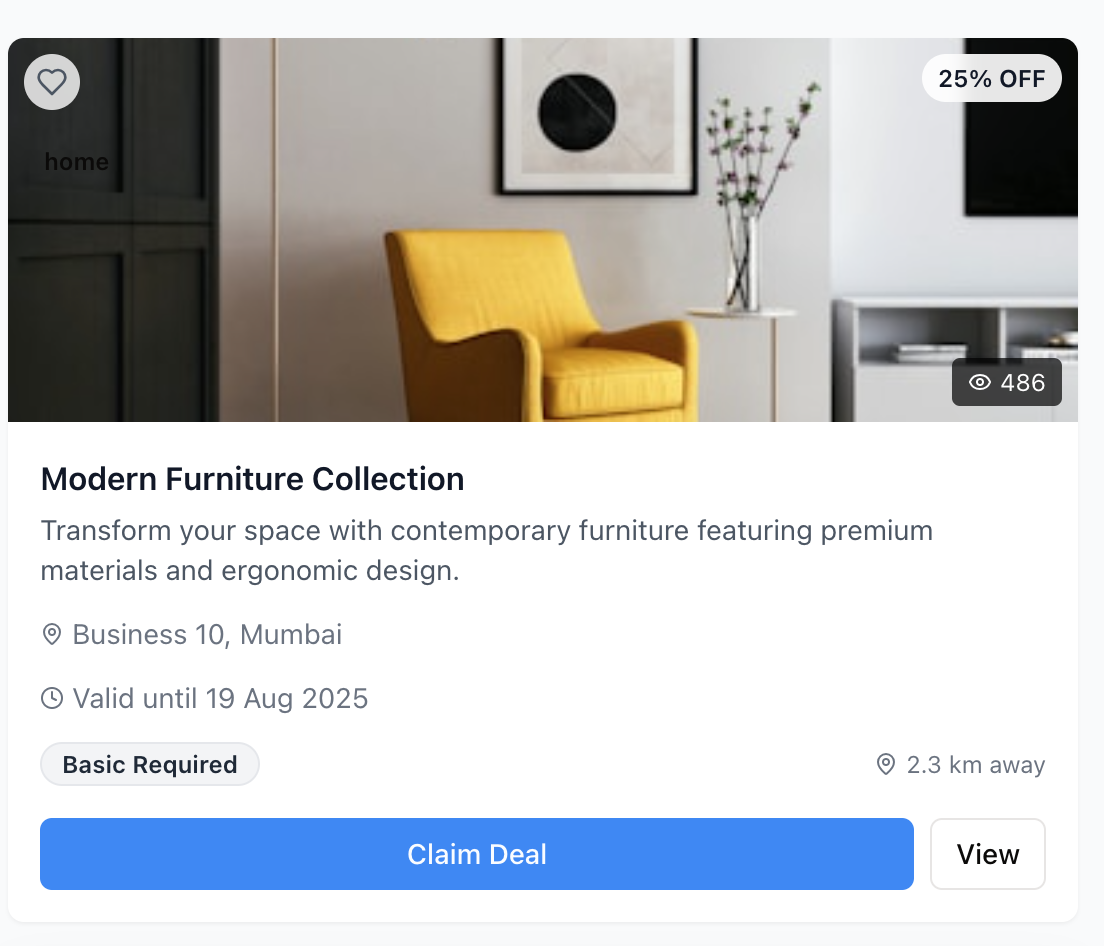 25% OFF
home
486
Modern Furniture Collection
Transform your space with contemporary furniture featuring premium
materials and ergonomic design.
Business 10, Mumbai
Valid until 19 Aug 2025
Basic Required
2.3 km away
Claim Deal
View